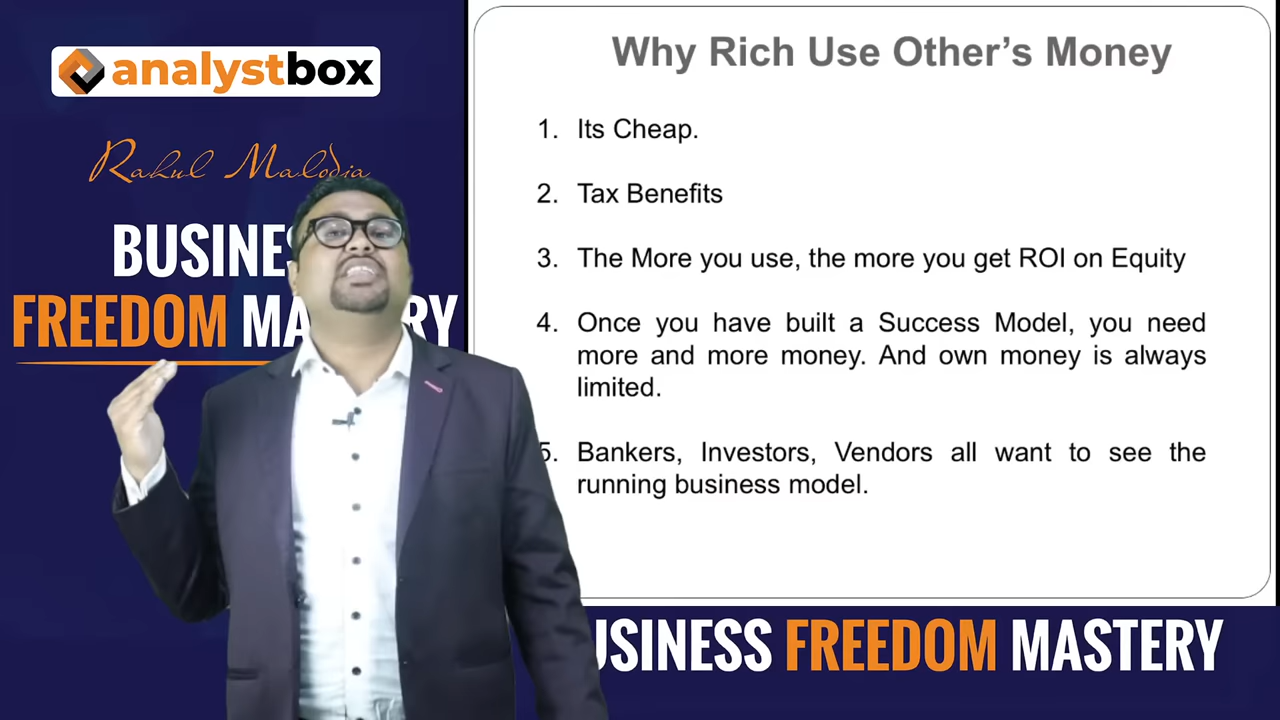 analystbox
Rahul Malodia
FREEDOM
Why Rich Use Other's Money
1. Its Cheap.
2. Tax Benefits
3. The More you use, the more you get ROI on Equity
4. Once you have built a Success Model, you need
more and more money. And own money is always
limited.
5. Bankers, Investors, Vendors all want to see the
running business model.
BUSINESS FREEDOM MASTERY